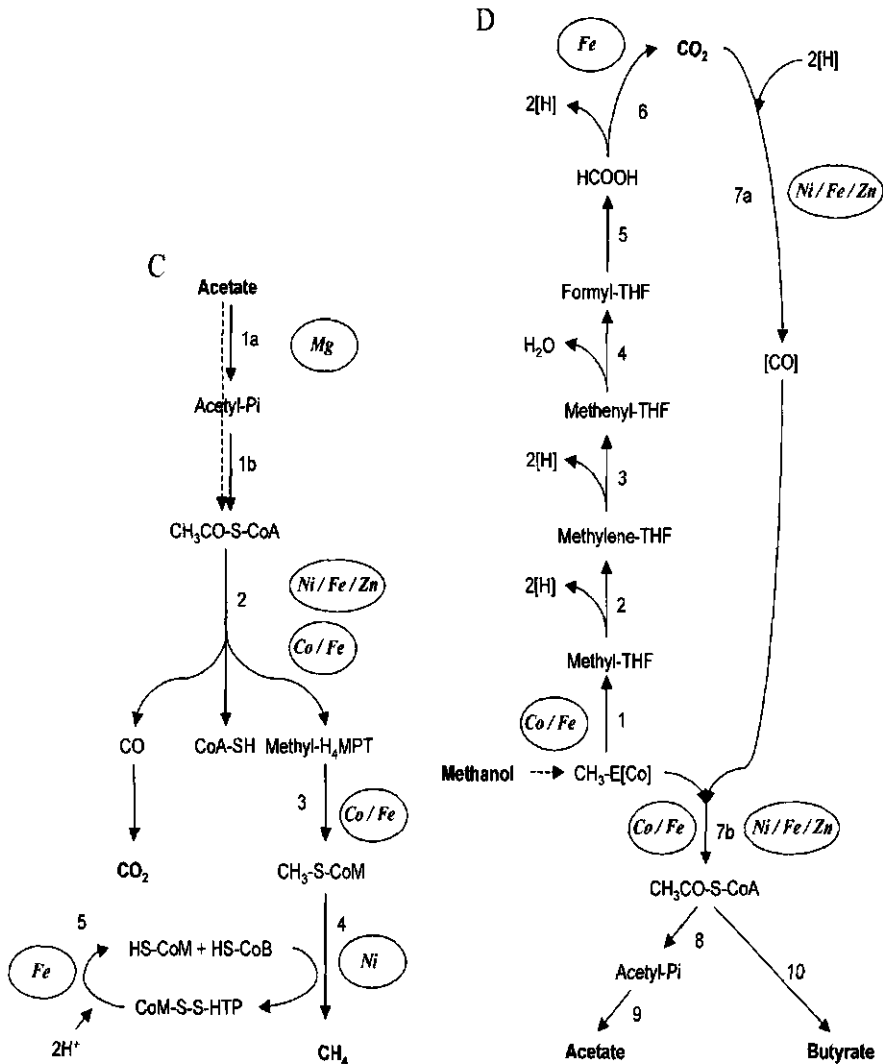 C
Acetate
1a
Mg
Acetyl-Pi
1b
CH₃CO-S-CoA
2
Ni / Fe / Zn
Co / Fe
CO
CoA-SH
Methyl-H₄MPT
3
Co / Fe
CO₂
CH₃-S-CoM
5
4
HS-CoM + HS-CoB
Fe
Ni
CoM-S-S-HTP
2H⁺
CH₄
D
Fe
CO₂
2[H]
2[H]
6
HCOOH
7a
Ni / Fe / Zn
5
Formyl-THF
H₂O
4
[CO]
Methenyl-THF
2[H]
3
Methylene-THF
2[H]
2
Methyl-THF
Co / Fe
1
Methanol
CH₃-E[Co]
Co / Fe
7b
Ni / Fe / Zn
CH₃CO-S-CoA
8
Acetyl-Pi
10
9
Acetate
Butyrate